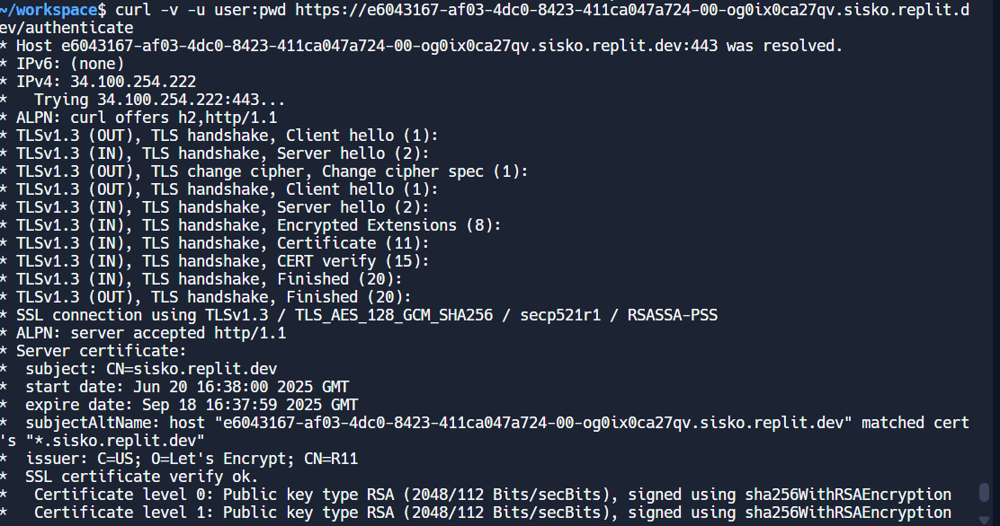 ~/workspace$ curl -v -u user:pwd https://e6043167-af03-4dc0-8423-411ca047a724-00-og0ix0ca27qv.sisko.replit.d
ev/authenticate
* Host e6043167-af03-4dc0-8423-411ca047a724-00-og0ix0ca27qv.sisko.replit.dev:443 was resolved.
* IPv6: (none)
* IPv4: 34.100.254.222
*   Trying 34.100.254.222:443...
* ALPN: curl offers h2,http/1.1
* TLSv1.3 (OUT), TLS handshake, Client hello (1):
* TLSv1.3 (IN), TLS handshake, Server hello (2):
* TLSv1.3 (OUT), TLS change cipher, Change cipher spec (1):
* TLSv1.3 (OUT), TLS handshake, Client hello (1):
* TLSv1.3 (IN), TLS handshake, Server hello (2):
* TLSv1.3 (IN), TLS handshake, Encrypted Extensions (8):
* TLSv1.3 (IN), TLS handshake, Certificate (11):
* TLSv1.3 (IN), TLS handshake, CERT verify (15):
* TLSv1.3 (IN), TLS handshake, Finished (20):
* TLSv1.3 (OUT), TLS handshake, Finished (20):
* SSL connection using TLSv1.3 / TLS_AES_128_GCM_SHA256 / secp521r1 / RSASSA-PSS
* ALPN: server accepted http/1.1
* Server certificate:
*  subject: CN=sisko.replit.dev
*  start date: Jun 20 16:38:00 2025 GMT
*  expire date: Sep 18 16:37:59 2025 GMT
*  subjectAltName: host "e6043167-af03-4dc0-8423-411ca047a724-00-og0ix0ca27qv.sisko.replit.dev" matched cert
's "*.sisko.replit.dev"
*  issuer: C=US; O=Let's Encrypt; CN=R11
*  SSL certificate verify ok.
*   Certificate level 0: Public key type RSA (2048/112 Bits/secBits), signed using sha256WithRSAEncryption
*   Certificate level 1: Public key type RSA (2048/112 Bits/secBits), signed using sha256WithRSAEncryption